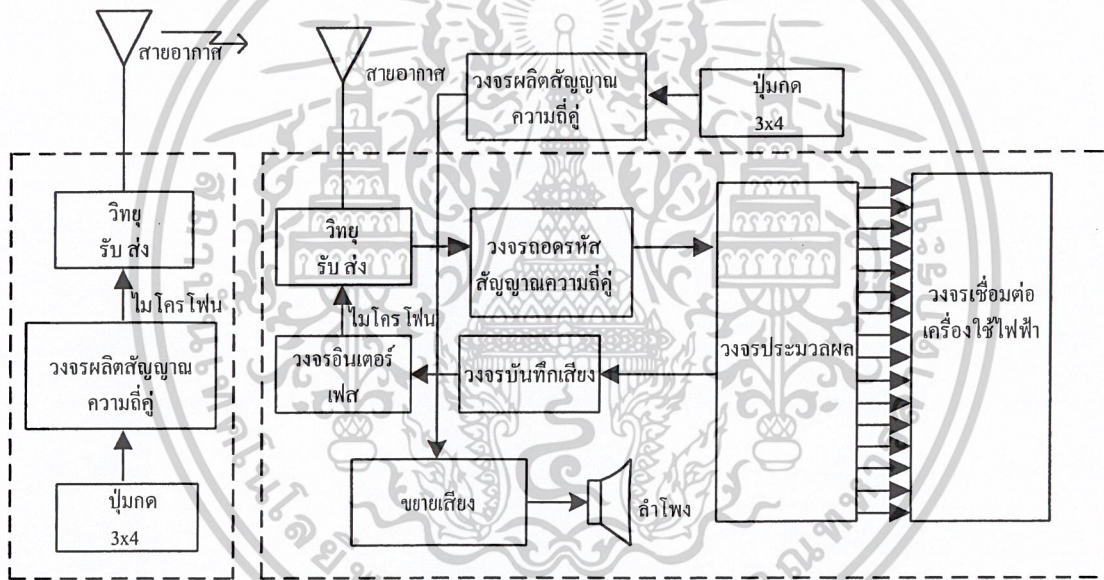 สายอากาศ
สายอากาศ
วงจรผลิตสัญญาณ
ความถี่คู่
ปุ่มกด
3x4
วิทยุ
รับ ส่ง
ไมโครโฟน
วงจรผลิตสัญญาณ
ความถี่คู่
ปุ่มกด
3x4
วิทยุ
รับ ส่ง
วงจรถอดรหัส
สัญญาณความถี่คู่
ไมโครโฟน
วงจรอินเตอร์
เฟส
วงจรบันทึกเสียง
วงจรประมวลผล
วงจรเชื่อมต่อ
เครื่องใช้ไฟฟ้า
ขยายเสียง
ลำโพง